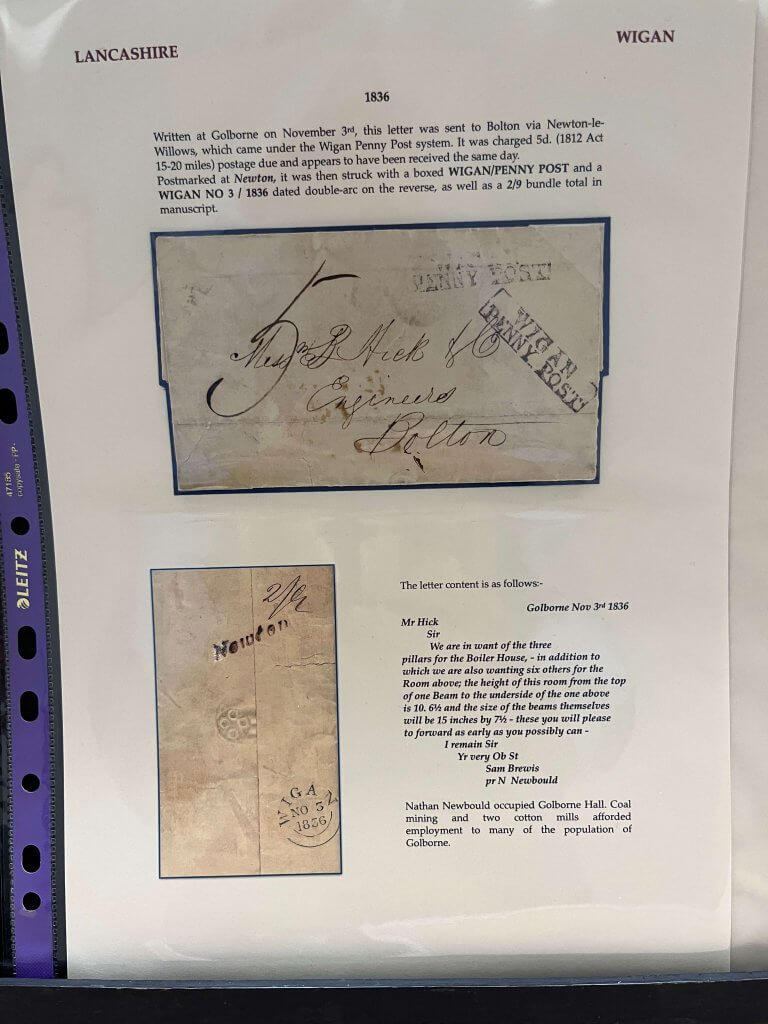 LANCASHIRE
WIGAN
1836
Written at Golborne on November 3rd, this letter was sent to Bolton via Newton-le-
Willows, which came under the Wigan Penny Post system. It was charged 5d. (1812 Act
15-20 miles) postage due and appears to have been received the same day.
Postmarked at Newton, it was then struck with a boxed WIGAN/PENNY POST and a
WIGAN NO 3 / 1836 dated double-arc on the reverse, as well as a 2/9 bundle total in
manuscript.
PENNY POST
WIGAN
PENNY POST
5
Messrs B Hick & Co
Engineers
Bolton
2/9
Newton
WIGAN
NO 3
1836
The letter content is as follows:-
Golborne Nov 3rd 1836
Mr Hick
Sir
We are in want of the three
pillars for the Boiler House, - in addition to
which we are also wanting six others for the
Room above; the height of this room from the top
of one Beam to the underside of the one above
is 10. 6½ and the size of the beams themselves
will be 15 inches by 7½ - these you will please
to forward as early as you possibly can -
I remain Sir
Yr very Ob St
Sam Brewis
pr N Newbould
Nathan Newbould occupied Golborne Hall. Coal
mining and two cotton mills afforded
employment to many of the population of
Golborne.
47185
copysafe - PP -
LEITZ